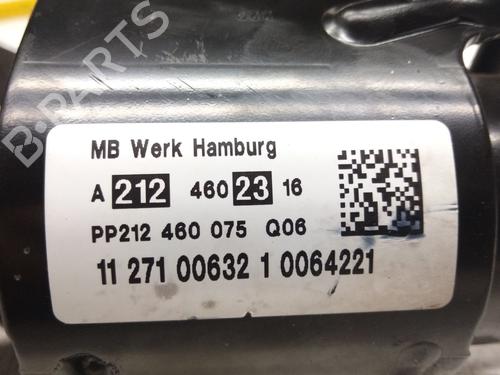 B-PARTS
MB Werk Hamburg
A 212 460 23 16
PP212 460 075 Q06
11 271 00632 1 0064221